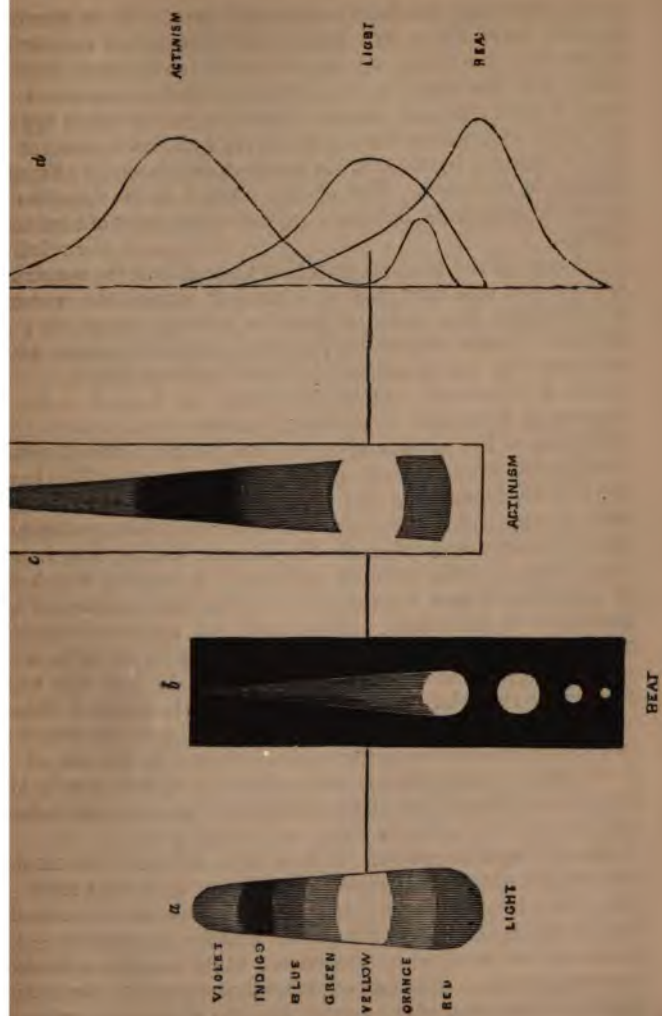 a
VIOLET
INDIGO
BLUE
GREEN
YELLOW
ORANGE
RED
LIGHT
b
HEAT
c
ACTINISM
d
ACTINISM
LIGHT
HEAT